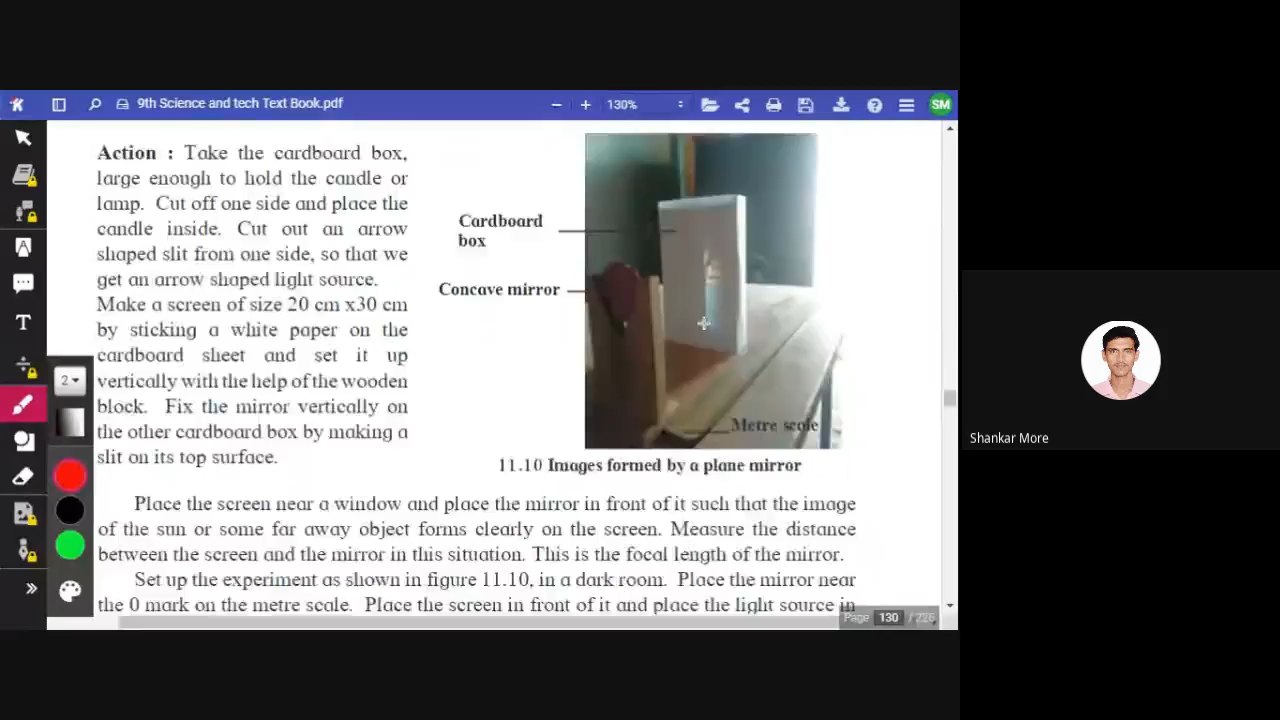 9th Science and tech Text Book.pdf
130%
SM
Action : Take the cardboard box,
large enough to hold the candle or
lamp. Cut off one side and place the
candle inside. Cut out an arrow
shaped slit from one side, so that we
get an arrow shaped light source.
Make a screen of size 20 cm x30 cm
by sticking a white paper on the
cardboard sheet and set it up
vertically with the help of the wooden
block. Fix the mirror vertically on
the other cardboard box by making a
slit on its top surface.
Cardboard
box
Concave mirror
Metre scale
11.10 Images formed by a plane mirror
Place the screen near a window and place the mirror in front of it such that the image
of the sun or some far away object forms clearly on the screen. Measure the distance
between the screen and the mirror in this situation. This is the focal length of the mirror.
Set up the experiment as shown in figure 11.10, in a dark room. Place the mirror near
the 0 mark on the metre scale. Place the screen in front of it and place the light source in
Page 130 / 226
2
Shankar More